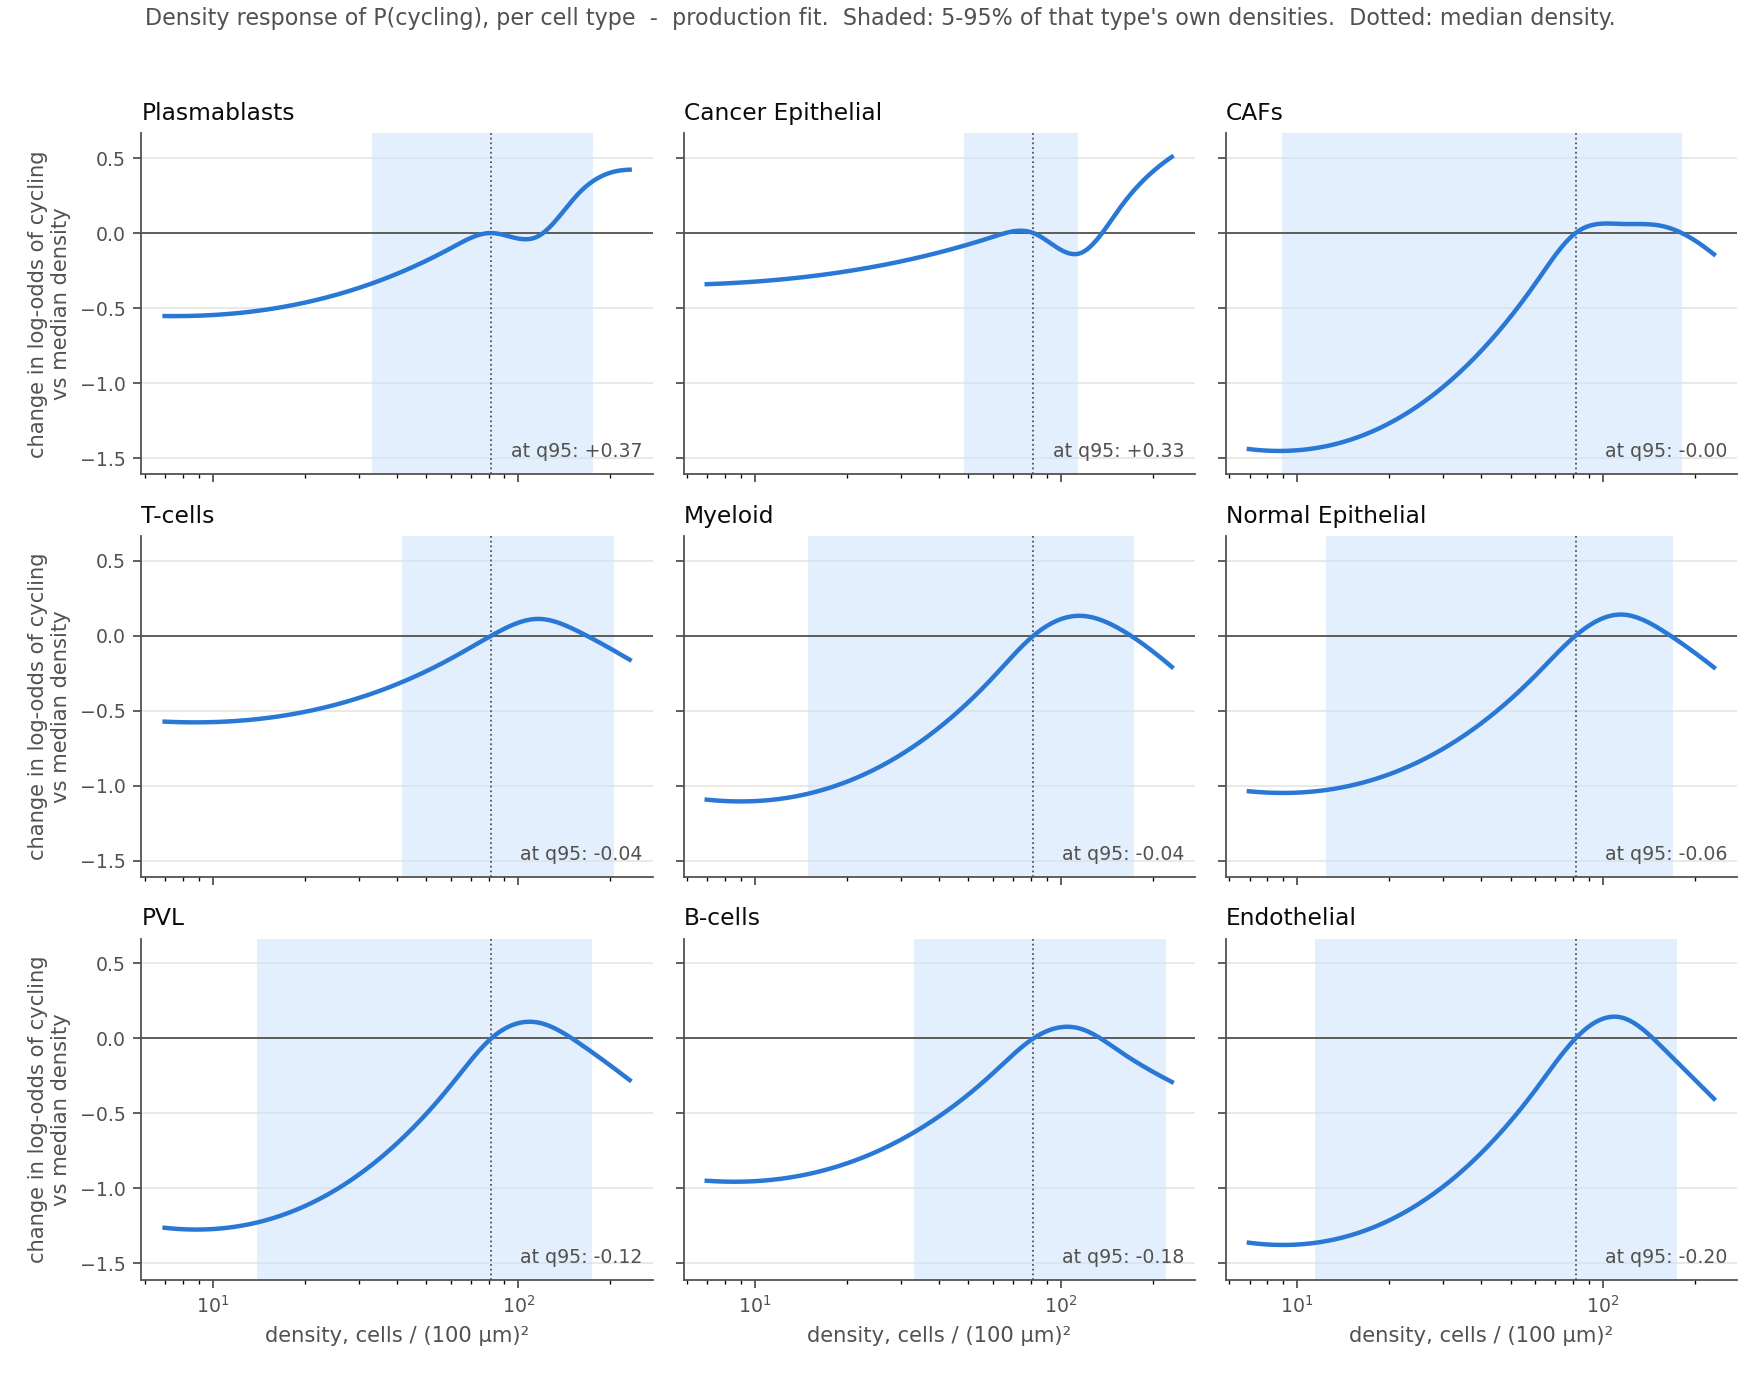 Density response of P(cycling), per cell type  -  production fit.  Shaded: 5-95% of that type's own densities.  Dotted: median density.
Plasmablasts
Cancer Epithelial
CAFs
change in log-odds of cycling
vs median density
0.5
0.0
−0.5
−1.0
−1.5
at q95: +0.37
at q95: +0.33
at q95: -0.00
T-cells
Myeloid
Normal Epithelial
change in log-odds of cycling
vs median density
0.5
0.0
−0.5
−1.0
−1.5
at q95: -0.04
at q95: -0.04
at q95: -0.06
PVL
B-cells
Endothelial
change in log-odds of cycling
vs median density
0.5
0.0
−0.5
−1.0
−1.5
at q95: -0.12
at q95: -0.18
at q95: -0.20
10¹ 10² 10¹ 10² 10¹ 10²
density, cells / (100 µm)²
density, cells / (100 µm)²
density, cells / (100 µm)²